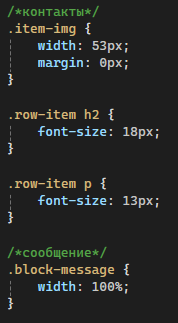 /*контакты*/
.item-img {
    width: 53px;
    margin: 0px;
}

.row-item h2 {
    font-size: 18px;
}

.row-item p {
    font-size: 13px;
}

/*сообщение*/
.block-message {
    width: 100%;
}